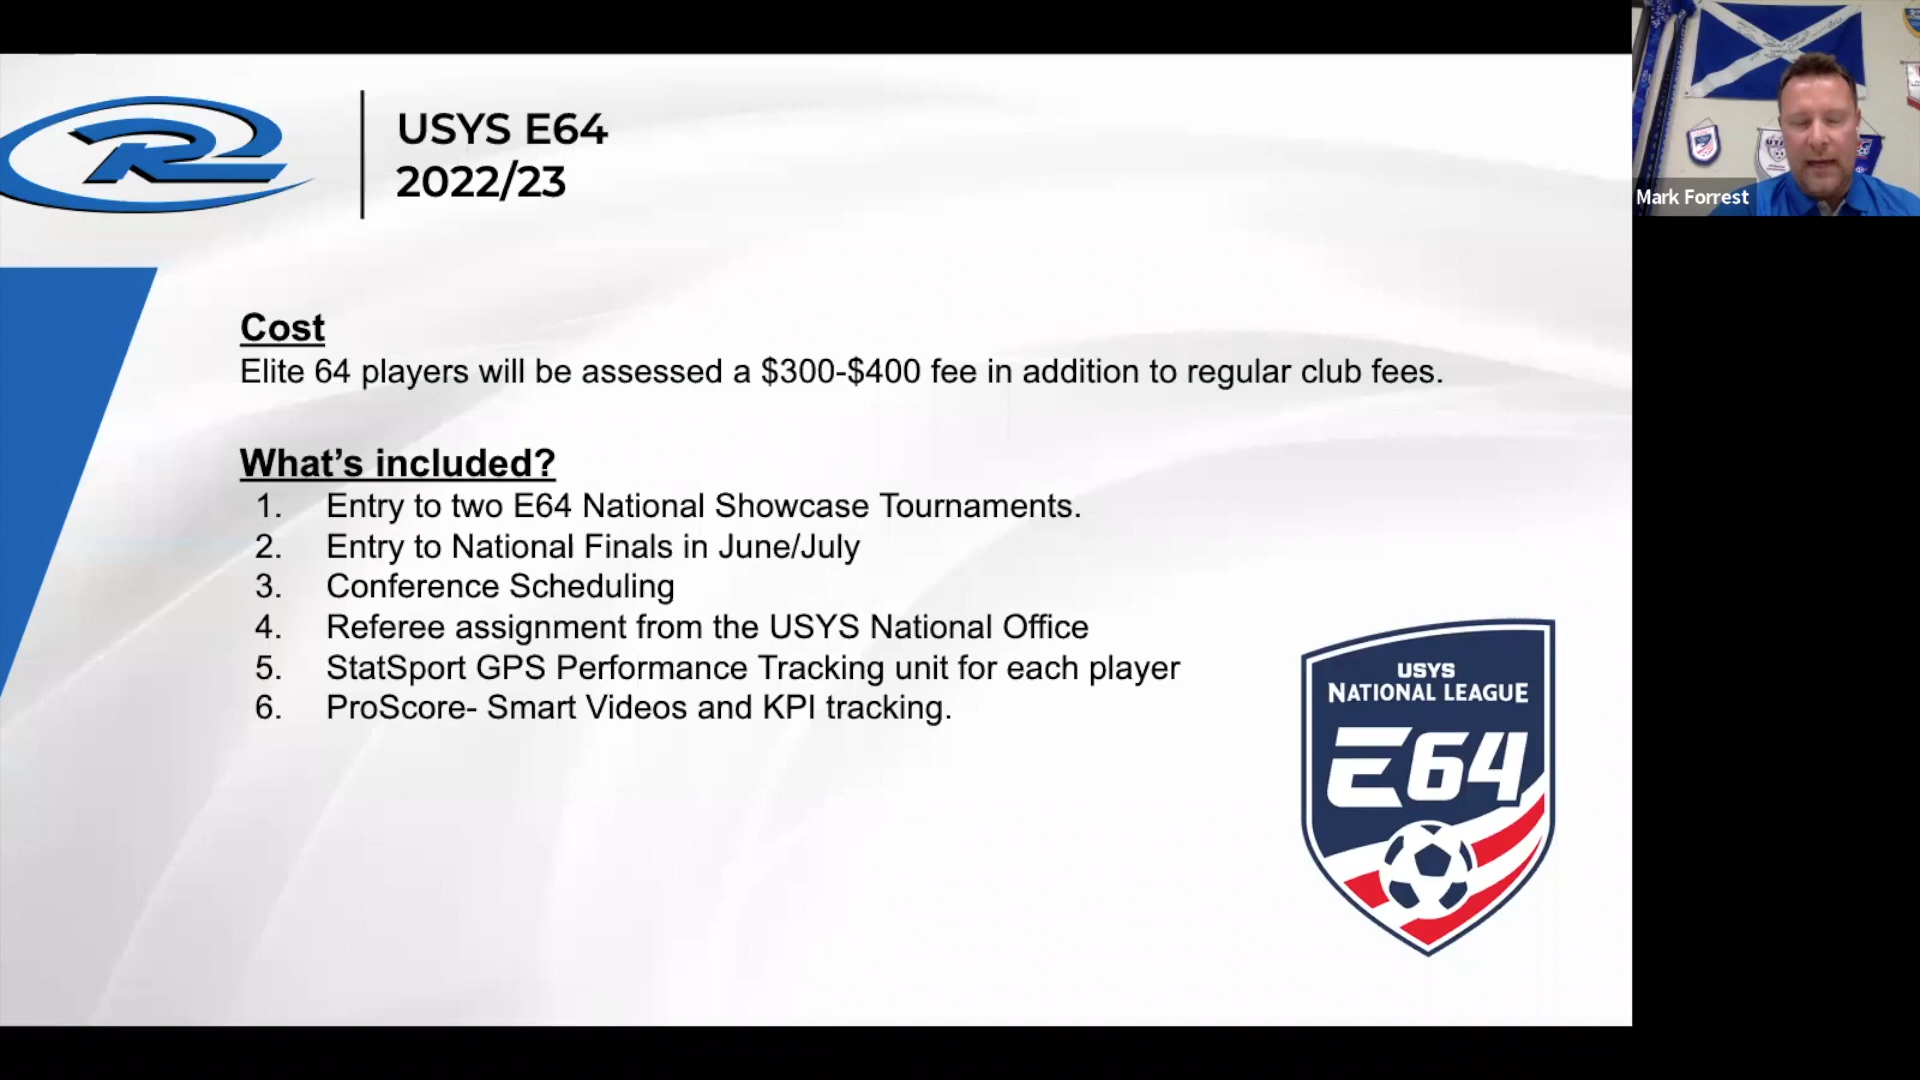 USYS E64
2022/23
Mark Forrest
Cost
Elite 64 players will be assessed a $300-$400 fee in addition to regular club fees.
What’s included?
1. Entry to two E64 National Showcase Tournaments.
2. Entry to National Finals in June/July
3. Conference Scheduling
4. Referee assignment from the USYS National Office
5. StatSport GPS Performance Tracking unit for each player
6. ProScore- Smart Videos and KPI tracking.
USYS
NATIONAL LEAGUE
E64